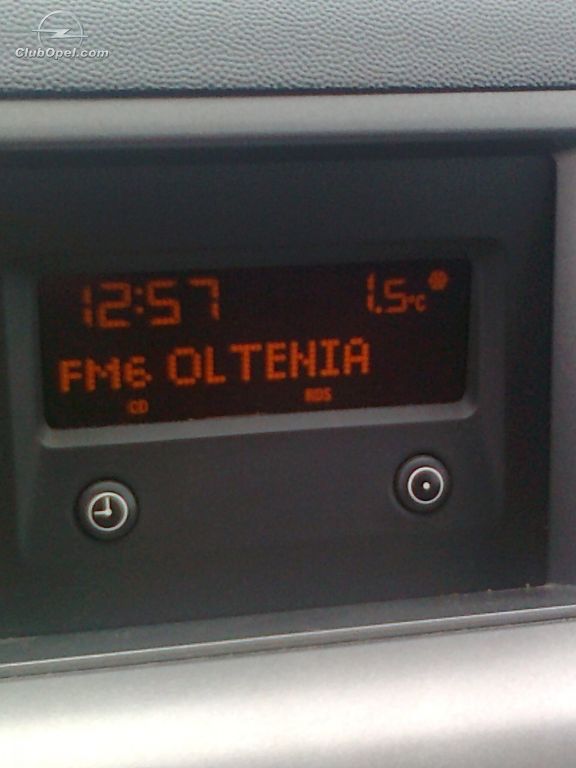 ClubOpel.com
12:57 1.5°C
FM6 OLTENIA
CD RDS